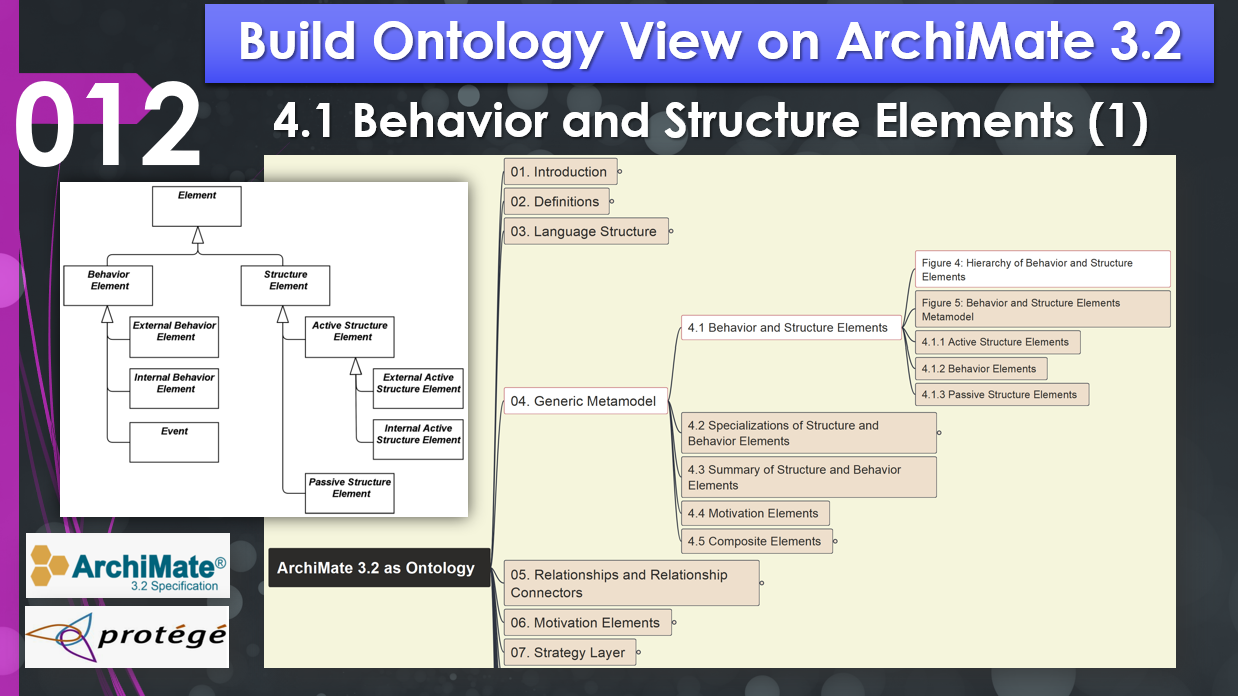 Build Ontology View on ArchiMate 3.2
012
4.1 Behavior and Structure Elements (1)
Element
Behavior
Element
Structure
Element
External Behavior
Element
Active Structure
Element
Internal Behavior
Element
External Active
Structure Element
Event
Internal Active
Structure Element
Passive Structure
Element
ArchiMate®
3.2 Specification
protégé
ArchiMate 3.2 as Ontology
01. Introduction
02. Definitions
03. Language Structure
04. Generic Metamodel
4.1 Behavior and Structure Elements
Figure 4: Hierarchy of Behavior and Structure
Elements
Figure 5: Behavior and Structure Elements
Metamodel
4.1.1 Active Structure Elements
4.1.2 Behavior Elements
4.1.3 Passive Structure Elements
4.2 Specializations of Structure and
Behavior Elements
4.3 Summary of Structure and Behavior
Elements
4.4 Motivation Elements
4.5 Composite Elements
05. Relationships and Relationship
Connectors
06. Motivation Elements
07. Strategy Layer